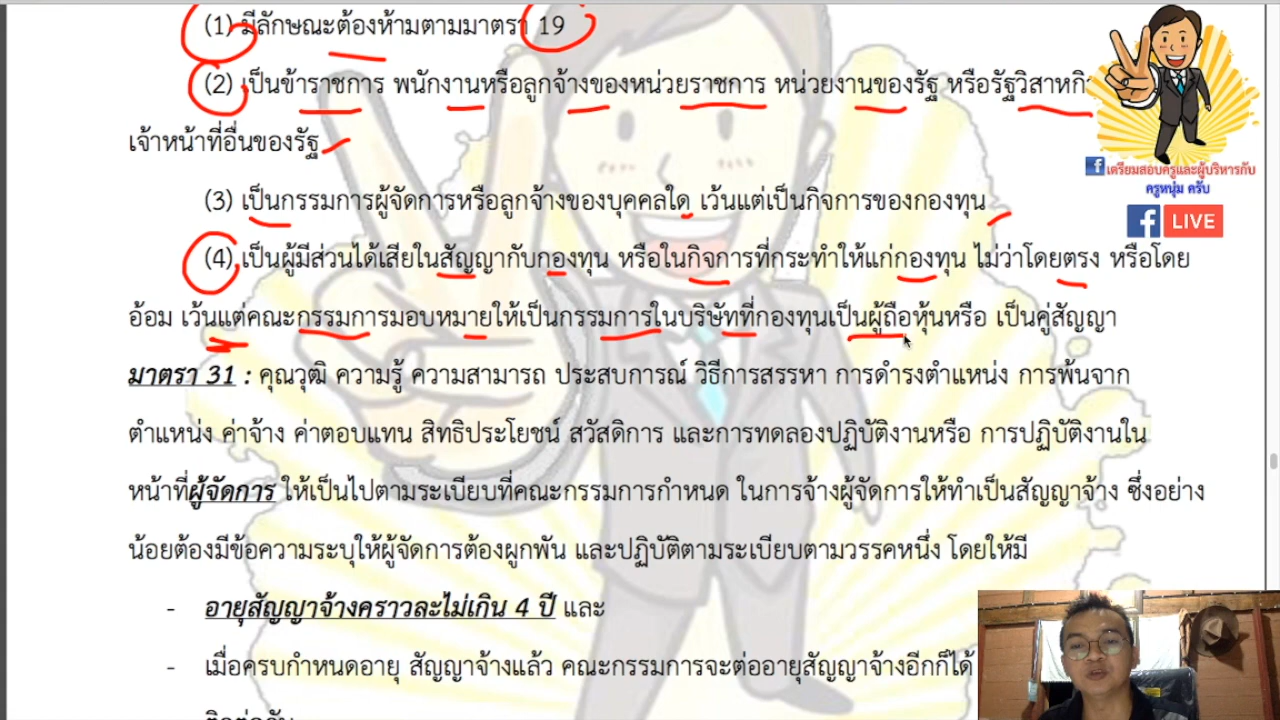 (1) มีลักษณะต้องห้ามตามมาตรา 19
(2) เป็นข้าราชการ พนักงานหรือลูกจ้างของหน่วยราชการ หน่วยงานของรัฐ หรือรัฐวิสาหกิ
เจ้าหน้าที่อื่นของรัฐ
(3) เป็นกรรมการผู้จัดการหรือลูกจ้างของบุคคลใด เว้นแต่เป็นกิจการของกองทุน
(4) เป็นผู้มีส่วนได้เสียในสัญญากับกองทุน หรือในกิจการที่กระทำให้แก่กองทุน ไม่ว่าโดยตรง หรือโดย
อ้อม เว้นแต่คณะกรรมการมอบหมายให้เป็นกรรมการในบริษัทที่กองทุนเป็นผู้ถือหุ้นหรือ เป็นคู่สัญญา
มาตรา 31 : คุณวุฒิ ความรู้ ความสามารถ ประสบการณ์ วิธีการสรรหา การดำรงตำแหน่ง การพ้นจาก
ตำแหน่ง ค่าจ้าง ค่าตอบแทน สิทธิประโยชน์ สวัสดิการ และการทดลองปฏิบัติงานหรือ การปฏิบัติงานใน
หน้าที่ผู้จัดการ ให้เป็นไปตามระเบียบที่คณะกรรมการกำหนด ในการจ้างผู้จัดการให้ทำเป็นสัญญาจ้าง ซึ่งอย่าง
น้อยต้องมีข้อความระบุให้ผู้จัดการต้องผูกพัน และปฏิบัติตามระเบียบตามวรรคหนึ่ง โดยให้มี
- อายุสัญญาจ้างคราวละไม่เกิน 4 ปี และ
- เมื่อครบกำหนดอายุ สัญญาจ้างแล้ว คณะกรรมการจะต่ออายุสัญญาจ้างอีกก็ได้
f เตรียมสอบครูและผู้บริหารกับ
ครูหนุ่ม ครับ
f LIVE